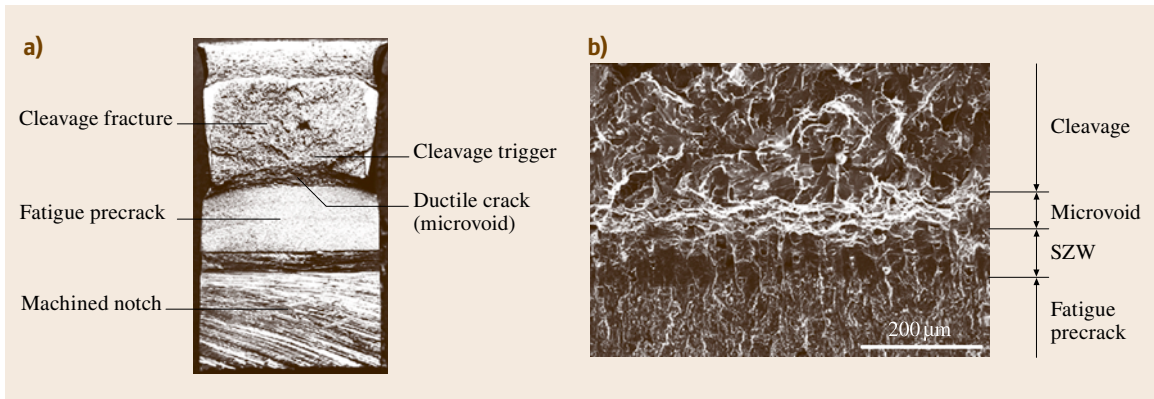 a)
Cleavage fracture
Cleavage trigger
Ductile crack
(microvoid)
Fatigue precrack
Machined notch
b)
Cleavage
Microvoid
SZW
Fatigue
precrack
200 µm